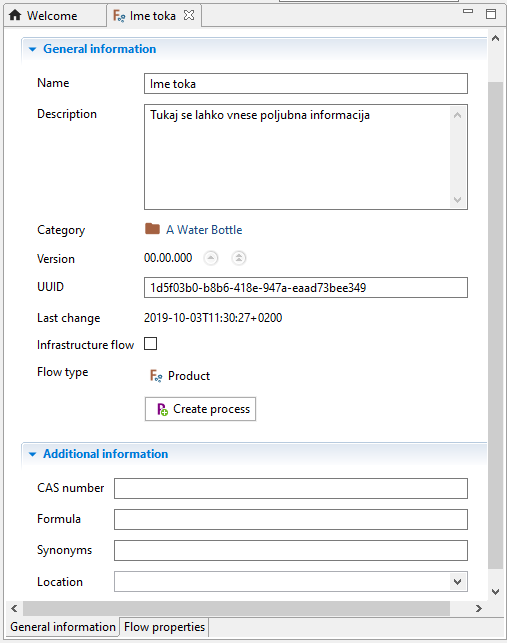 Welcome
Ime toka
General information
Name
Ime toka
Description
Tukaj se lahko vnese poljubna informacija
Category
A Water Bottle
Version
00.00.000
UUID
1d5f03b0-b8b6-418e-947a-eaad73bee349
Last change
2019-10-03T11:30:27+0200
Infrastructure flow
Flow type
Product
Create process
Additional information
CAS number
Formula
Synonyms
Location
General information
Flow properties